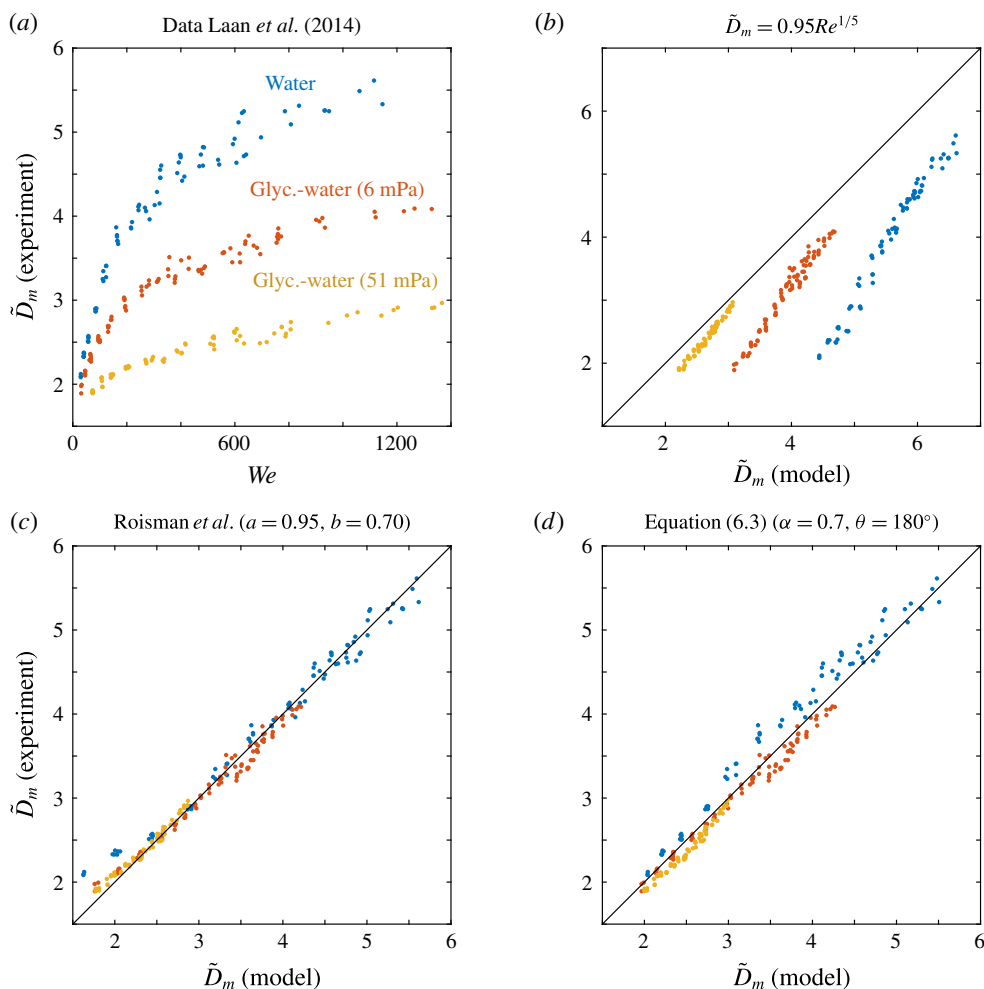 (a) Data Laan et al. (2014)
6
5
4
3
2
0 600 1200
We
D̃m (experiment)
Water
Glyc.-water (6 mPa)
Glyc.-water (51 mPa)
(b) D̃m = 0.95Re^1/5
6
4
2
2 4 6
D̃m (model)
(c) Roisman et al. (a = 0.95, b = 0.70)
6
5
4
3
2
2 3 4 5 6
D̃m (model)
D̃m (experiment)
(d) Equation (6.3) (α = 0.7, θ = 180°)
6
5
4
3
2
2 3 4 5 6
D̃m (model)